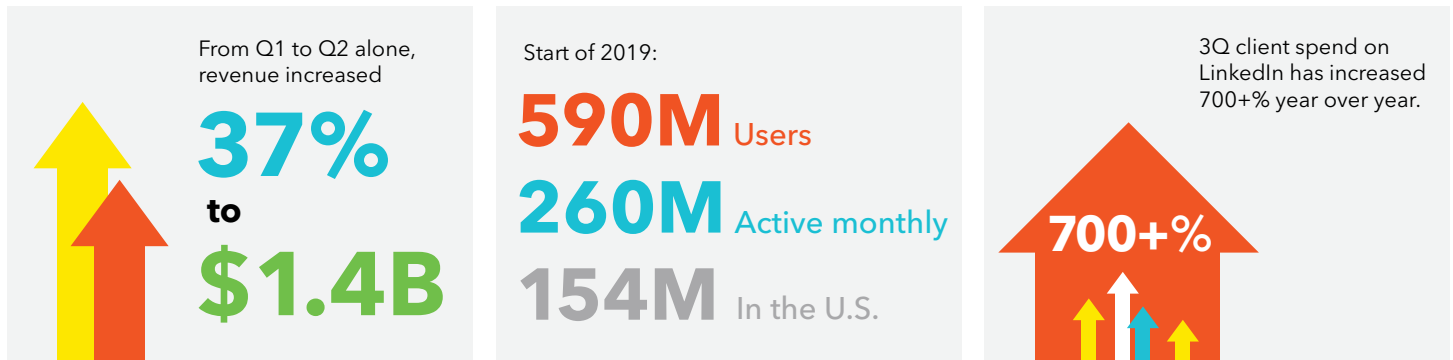 From Q1 to Q2 alone,
revenue increased
37%
to
$1.4B
Start of 2019:
590M Users
260M Active monthly
154M In the U.S.
3Q client spend on
LinkedIn has increased
700+% year over year.
700+%